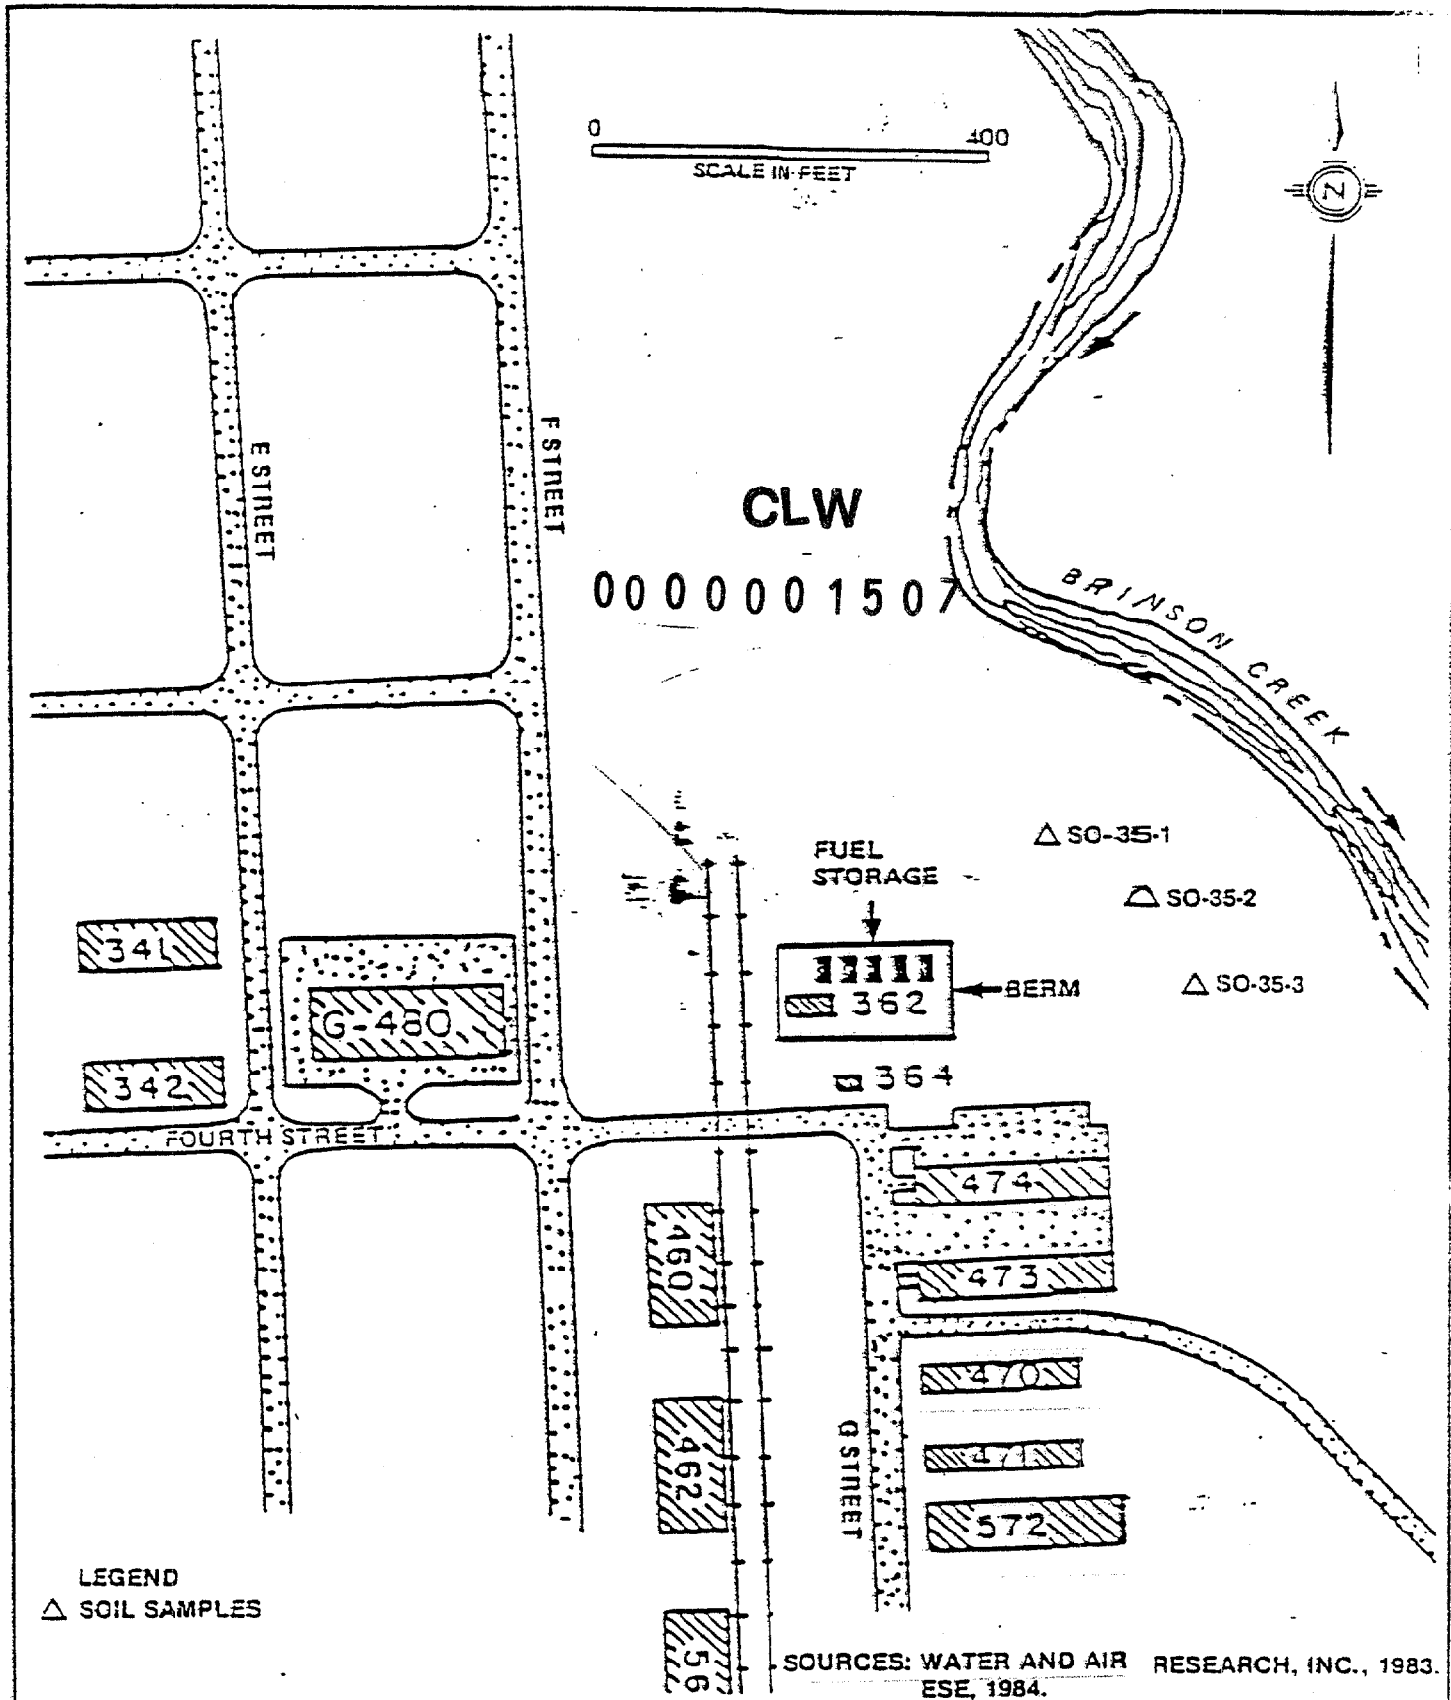 0 400
SCALE IN FEET
N
E STREET
F STREET
CLW
0000001507
BRINSON CREEK
FUEL
STORAGE
△ SO-35-1
△ SO-35-2
△ SO-35-3
341
G-480
362
BERM
342
364
FOURTH STREET
474
460
473
470
462
G STREET
471
572
LEGEND
△ SOIL SAMPLES
56
SOURCES: WATER AND AIR RESEARCH, INC., 1983.
ESE, 1984.